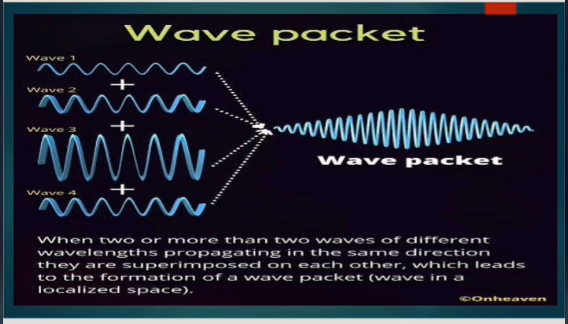 Wave packet
Wave 1
+
Wave 2
+
Wave 3
+
Wave 4
Wave packet
When two or more than two waves of different
wavelengths propagating in the same direction
they are superimposed on each other, which leads
to the formation of a wave packet (wave in a
localized space).
©Onheaven